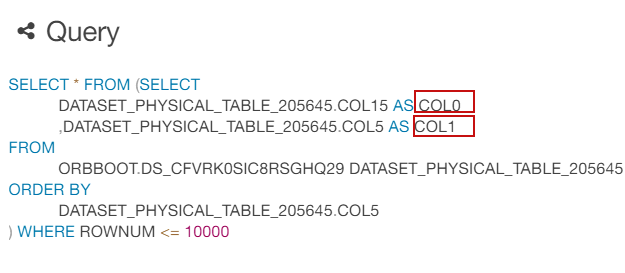 Query
SELECT * FROM (SELECT
DATASET_PHYSICAL_TABLE_205645.COL15 AS COL0
,DATASET_PHYSICAL_TABLE_205645.COL5 AS COL1
FROM
ORBBOOT.DS_CFVRK0SIC8RSGHQ29 DATASET_PHYSICAL_TABLE_205645
ORDER BY
DATASET_PHYSICAL_TABLE_205645.COL5
) WHERE ROWNUM <= 10000